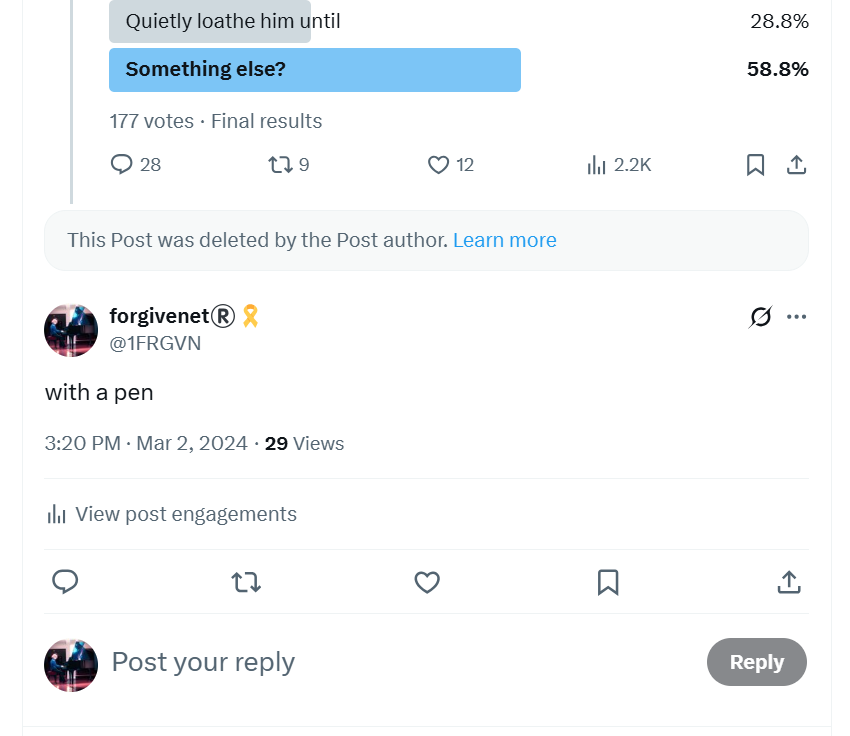 Quietly loathe him until 28.8%
Something else? 58.8%
177 votes · Final results
28 9 12 2.2K
This Post was deleted by the Post author. Learn more
forgivenet®🎗
@1FRGVN
with a pen
3:20 PM · Mar 2, 2024 · 29 Views
View post engagements
Post your reply Reply